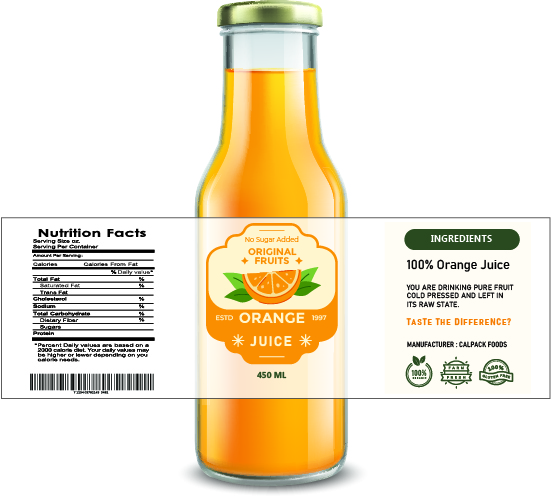 Nutrition Facts
Serving Size oz.
Serving Per Container
Amount Per Serving:
Calories Calories From Fat
% Daily value*
Total Fat %
Saturated Fat %
Trans Fat
Cholesterol %
Sodium %
Total Carbohydrate %
Dietary Fiber %
Sugars
Protein
*Percent Daily values are based on a
2000 calorie diet. Your daily values may
be higher or lower depending on you
calorie needs.
No Sugar Added
ORIGINAL
FRUITS
ESTD ORANGE 1997
JUICE
450 ML
INGREDIENTS
100% Orange Juice
YOU ARE DRINKING PURE FRUIT
COLD PRESSED AND LEFT IN
ITS RAW STATE.
TASTE THE DIFFERENCE?
MANUFACTURER : CALPACK FOODS
100%
ORGANIC
FARM
FRESH
100%
GLUTEN FREE